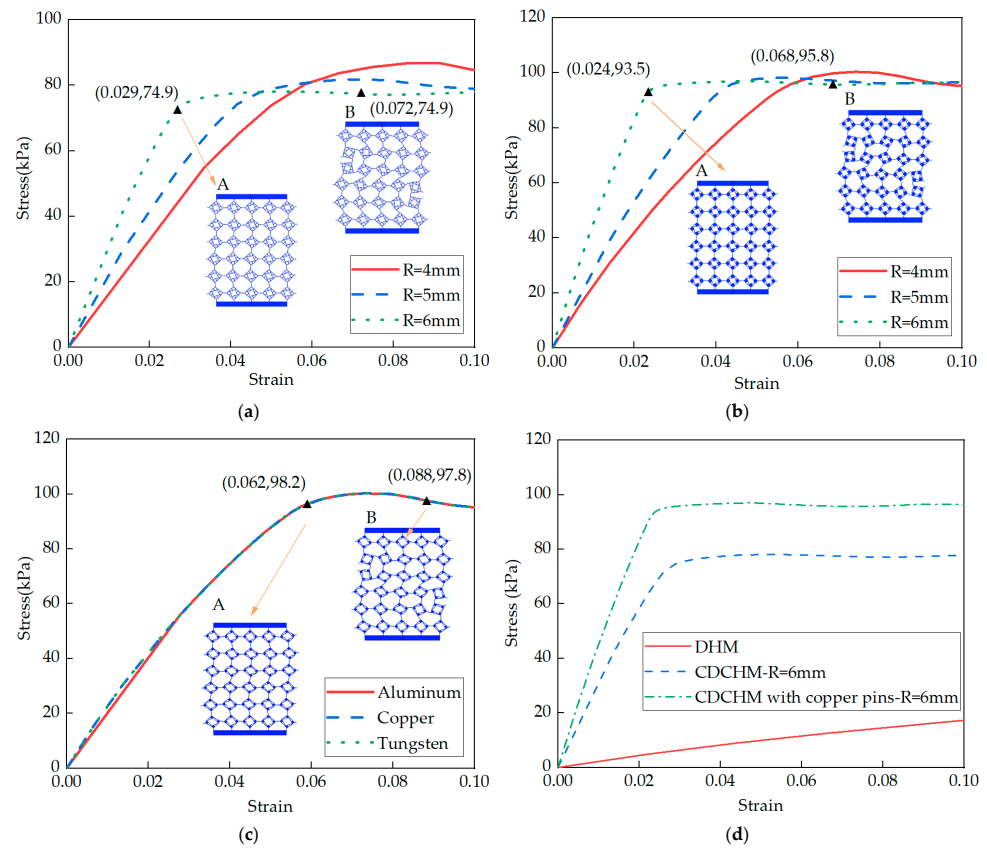 100
80
60
40
20
0
Stress(kPa)
(0.029,74.9)
B
(0.072,74.9)
A
R=4mm
R=5mm
R=6mm
0.00
0.02
0.04
0.06
0.08
0.10
Strain
(a)
120
100
80
60
40
20
0
Stress(kPa)
(0.024,93.5)
(0.068,95.8)
B
A
R=4mm
R=5mm
R=6mm
0.00
0.02
0.04
0.06
0.08
0.10
Strain
(b)
120
100
80
60
40
20
0
Stress(kPa)
(0.062,98.2)
(0.088,97.8)
B
A
Aluminum
Copper
Tungsten
0.00
0.02
0.04
0.06
0.08
0.10
Strain
(c)
120
100
80
60
40
20
0
Stress (kPa)
DHM
CDCHM-R=6mm
CDCHM with copper pins-R=6mm
0.00
0.02
0.04
0.06
0.08
0.10
Strain
(d)